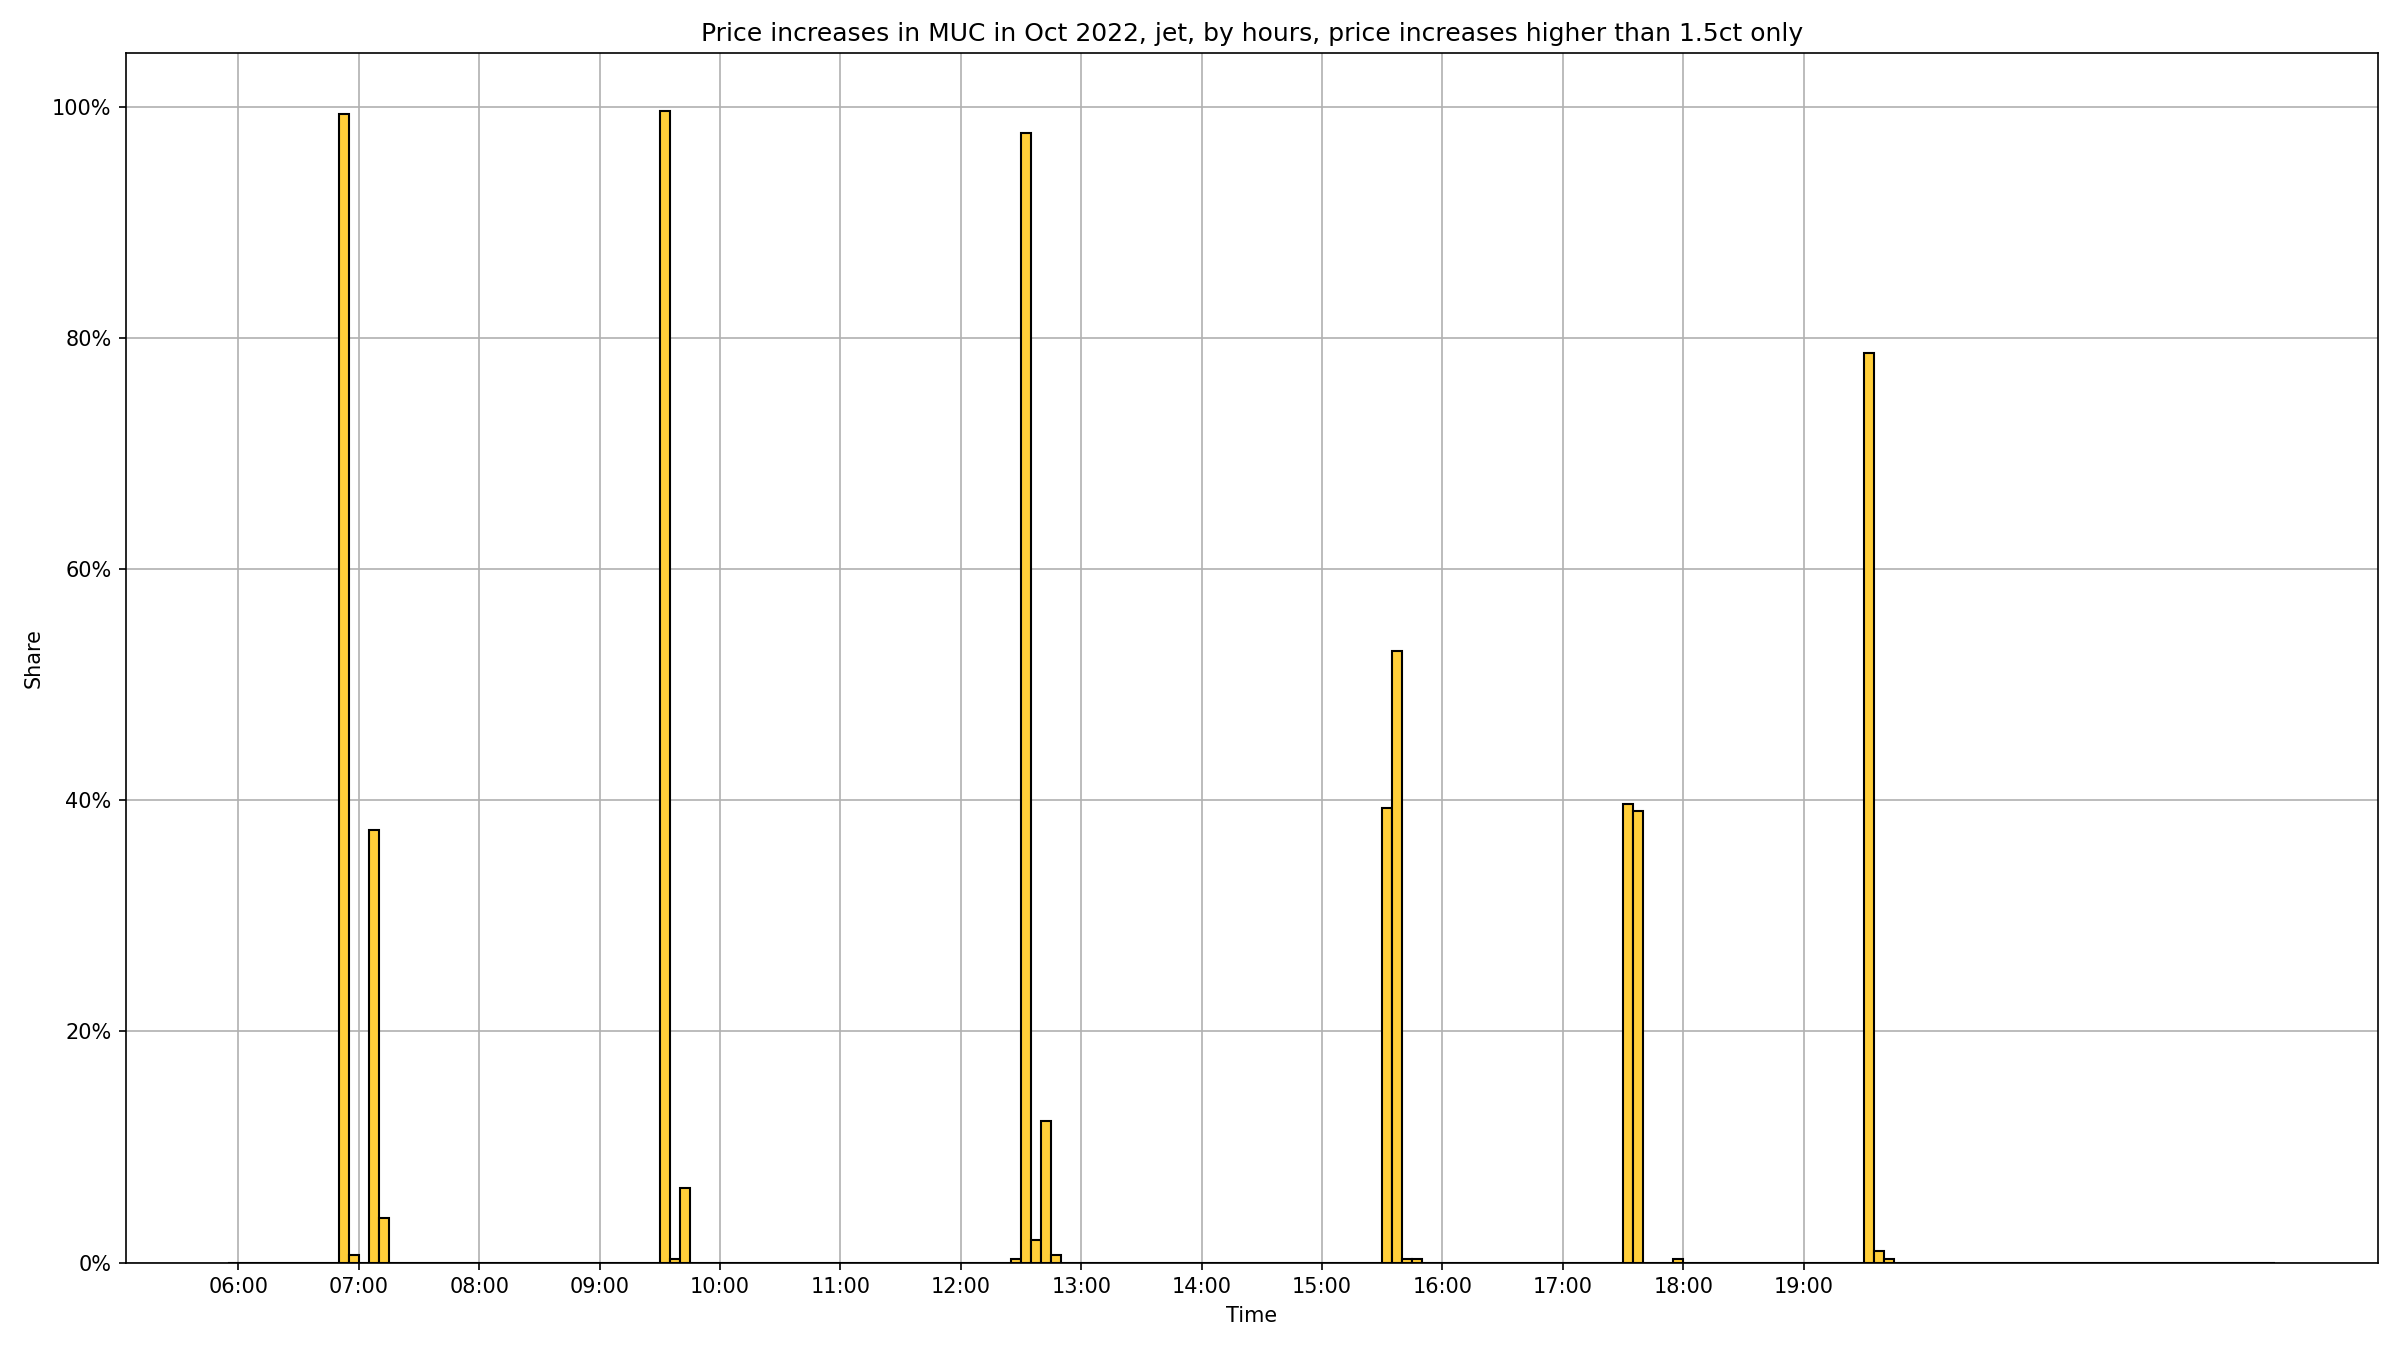 Price increases in MUC in Oct 2022, jet, by hours, price increases higher than 1.5ct only
100%
80%
60%
40%
20%
0%
Share
06:00 07:00 08:00 09:00 10:00 11:00 12:00 13:00 14:00 15:00 16:00 17:00 18:00 19:00
Time